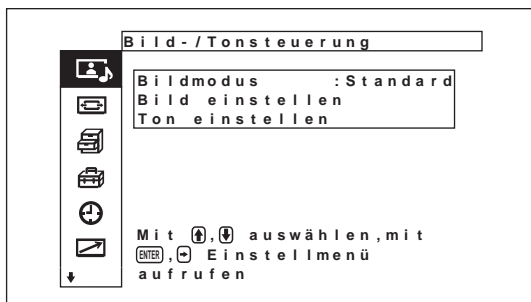 Bild-/Tonsteuerung
Bildmodus :Standard
Bild einstellen
Ton einstellen
Mit ↑,↓ auswählen,mit
ENTER,→ Einstellmenü
aufrufen